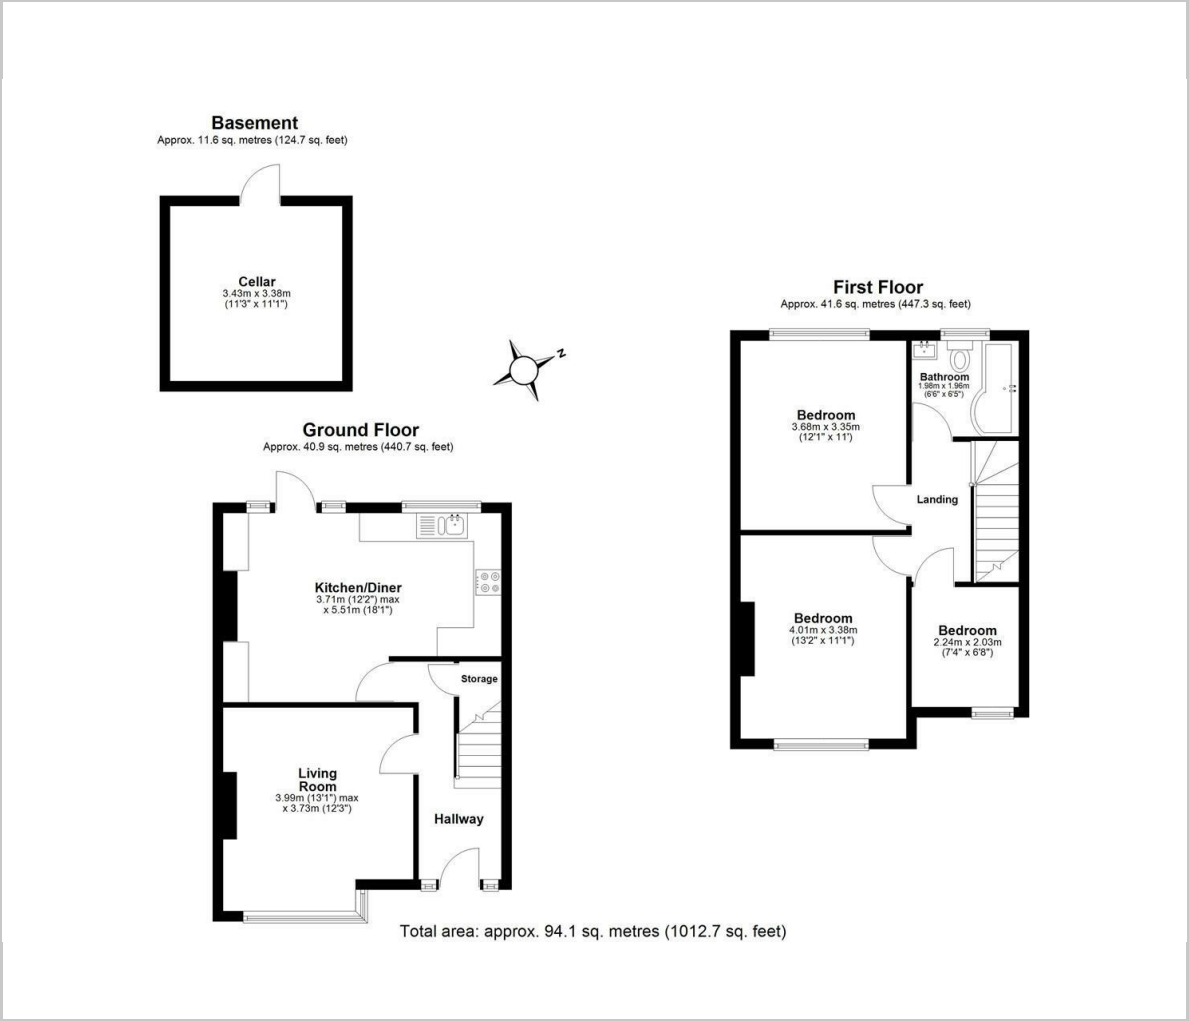 Basement
Approx. 11.6 sq. metres (124.7 sq. feet)
Cellar
3.43m x 3.38m
(11'3" x 11'1")
First Floor
Approx. 41.6 sq. metres (447.3 sq. feet)
Bedroom
3.68m x 3.35m
(12'1" x 11')
Bathroom
1.98m x 1.96m
(6'6" x 6'5")
Landing
Bedroom
4.01m x 3.38m
(13'2" x 11'1")
Bedroom
2.24m x 2.03m
(7'4" x 6'8")
N
Ground Floor
Approx. 40.9 sq. metres (440.7 sq. feet)
Kitchen/Diner
3.71m (12'2") max
x 5.51m (18'1")
Storage
Living
Room
3.99m (13'1") max
x 3.73m (12'3")
Hallway
Total area: approx. 94.1 sq. metres (1012.7 sq. feet)